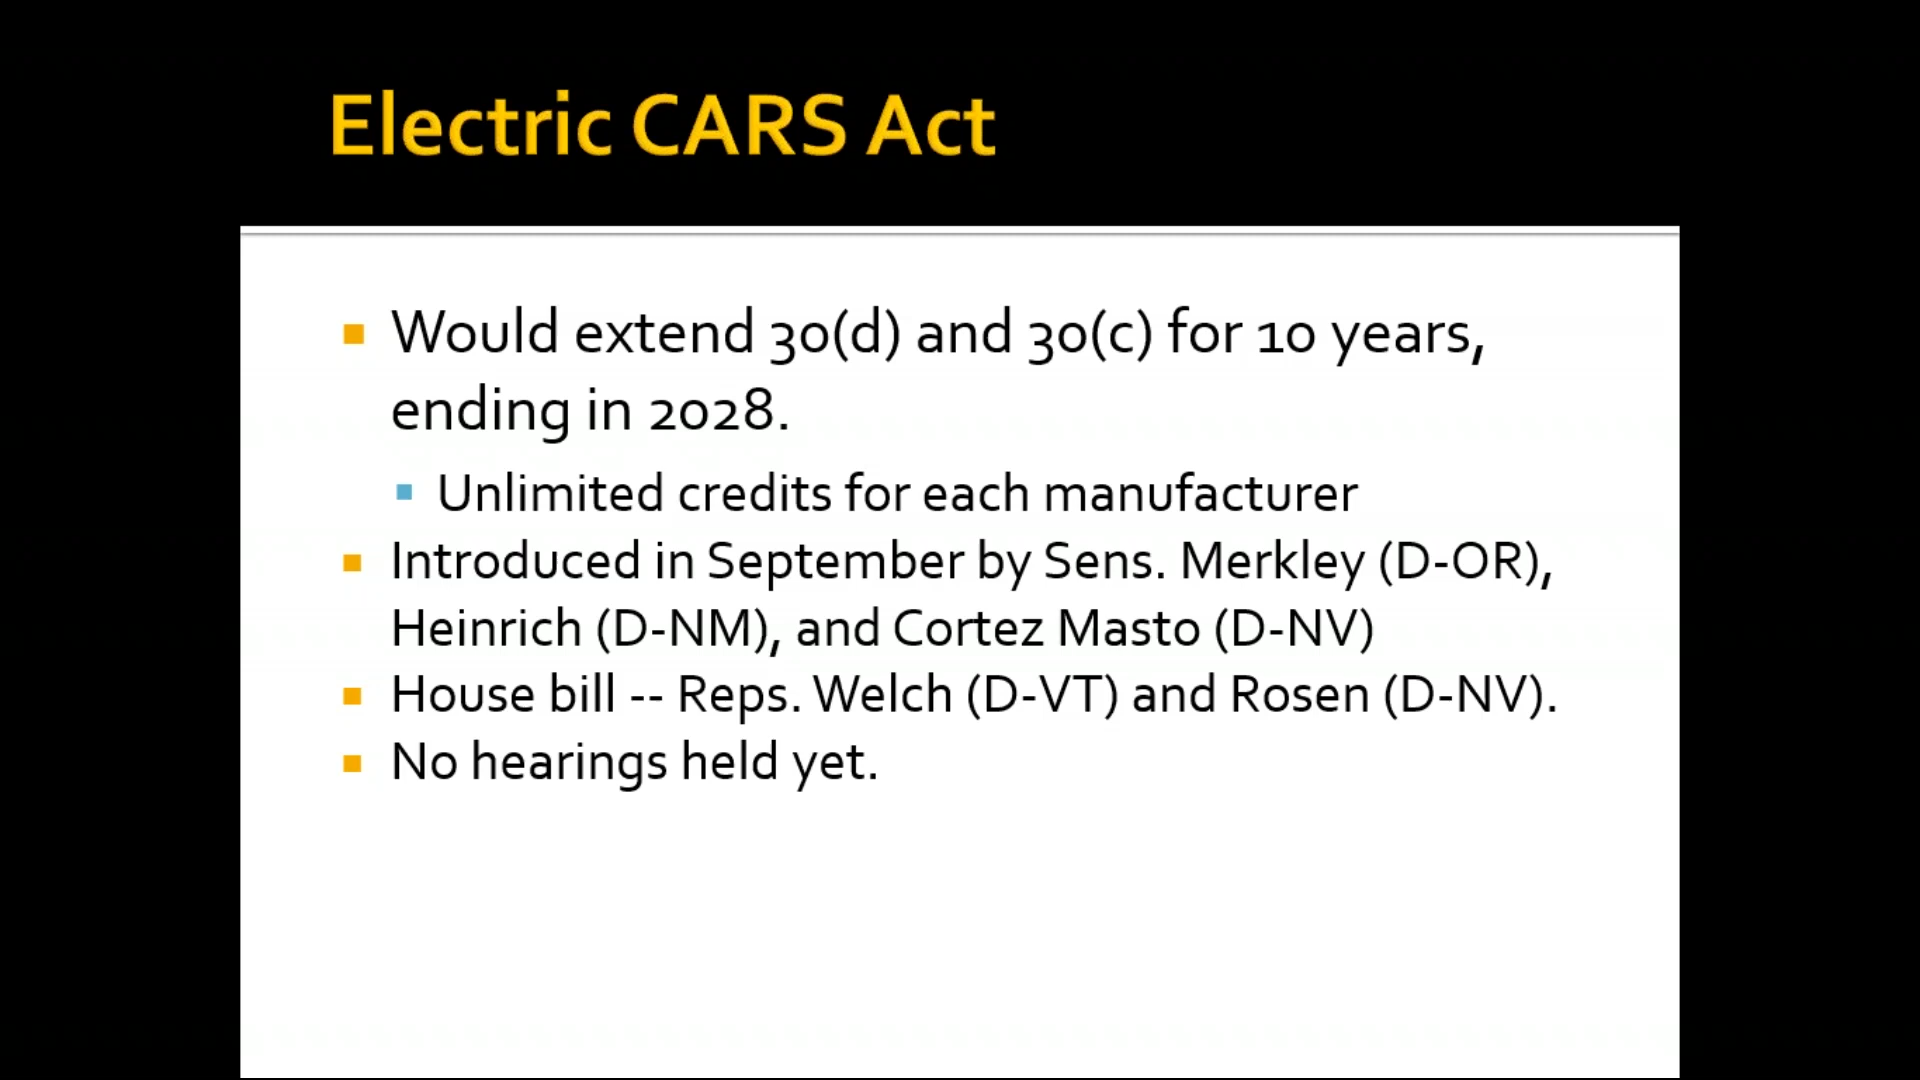 Electric CARS Act
Would extend 30(d) and 30(c) for 10 years,
ending in 2028.
Unlimited credits for each manufacturer
Introduced in September by Sens. Merkley (D-OR),
Heinrich (D-NM), and Cortez Masto (D-NV)
House bill -- Reps. Welch (D-VT) and Rosen (D-NV).
No hearings held yet.